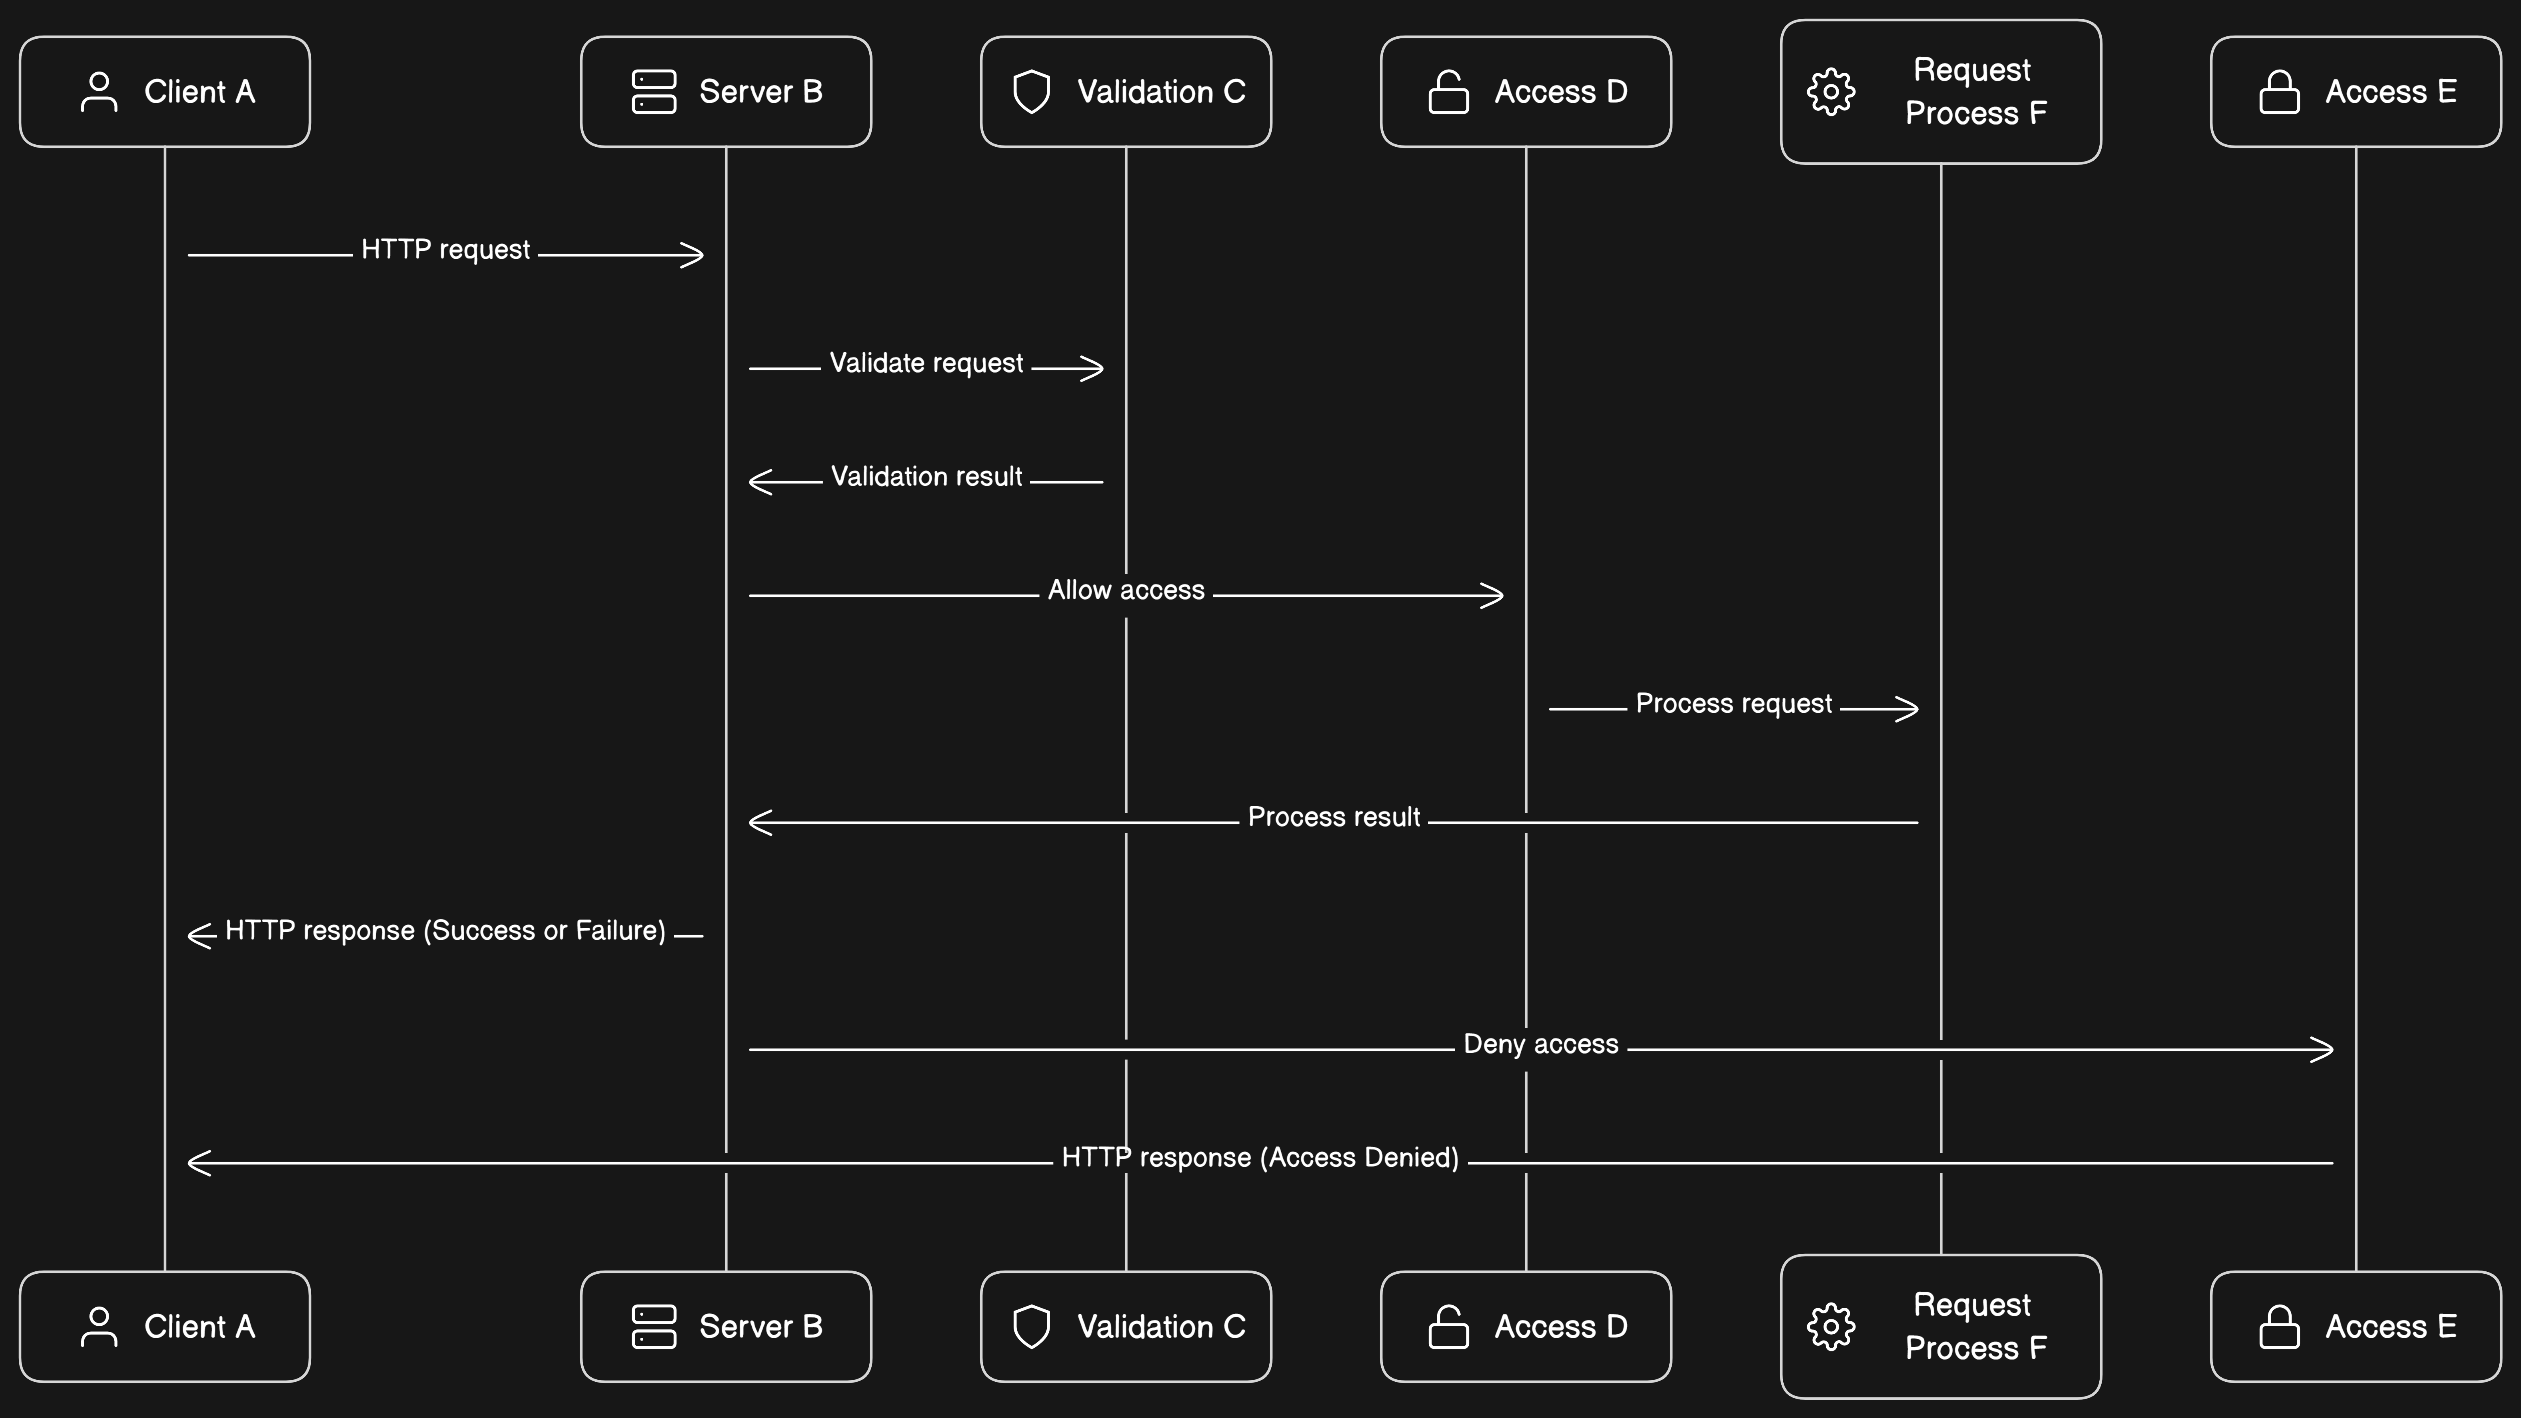 Client A
Server B
Validation C
Access D
Request
Process F
Access E
HTTP request
Validate request
Validation result
Allow access
Process request
Process result
HTTP response (Success or Failure)
Deny access
HTTP response (Access Denied)
Client A
Server B
Validation C
Access D
Request
Process F
Access E